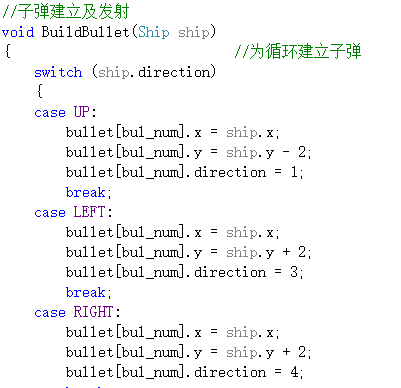 //子弹建立及发射
void BuildBullet(Ship ship)
{ //为循环建立子弹
switch (ship.direction)
{
case UP:
bullet[bul_num].x = ship.x;
bullet[bul_num].y = ship.y - 2;
bullet[bul_num].direction = 1;
break;
case LEFT:
bullet[bul_num].x = ship.x;
bullet[bul_num].y = ship.y + 2;
bullet[bul_num].direction = 3;
break;
case RIGHT:
bullet[bul_num].x = ship.x;
bullet[bul_num].y = ship.y + 2;
bullet[bul_num].direction = 4;